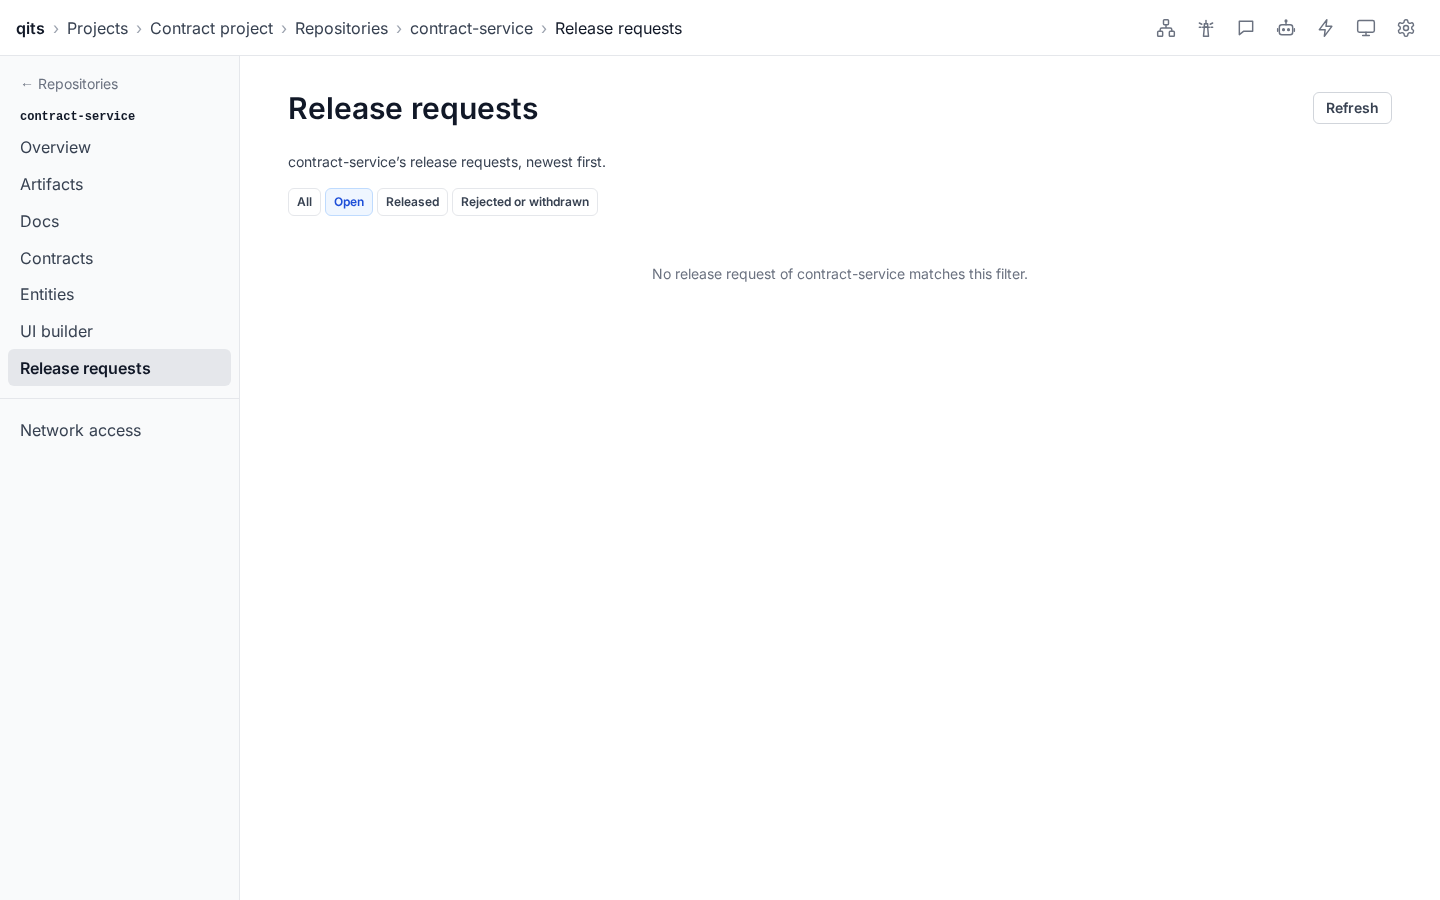 qits › Projects › Contract project › Repositories › contract-service › Release requests
← Repositories
contract-service
Overview
Artifacts
Docs
Contracts
Entities
UI builder
Release requests
Network access
Release requests
Refresh
contract-service’s release requests, newest first.
All Open Released Rejected or withdrawn
No release request of contract-service matches this filter.